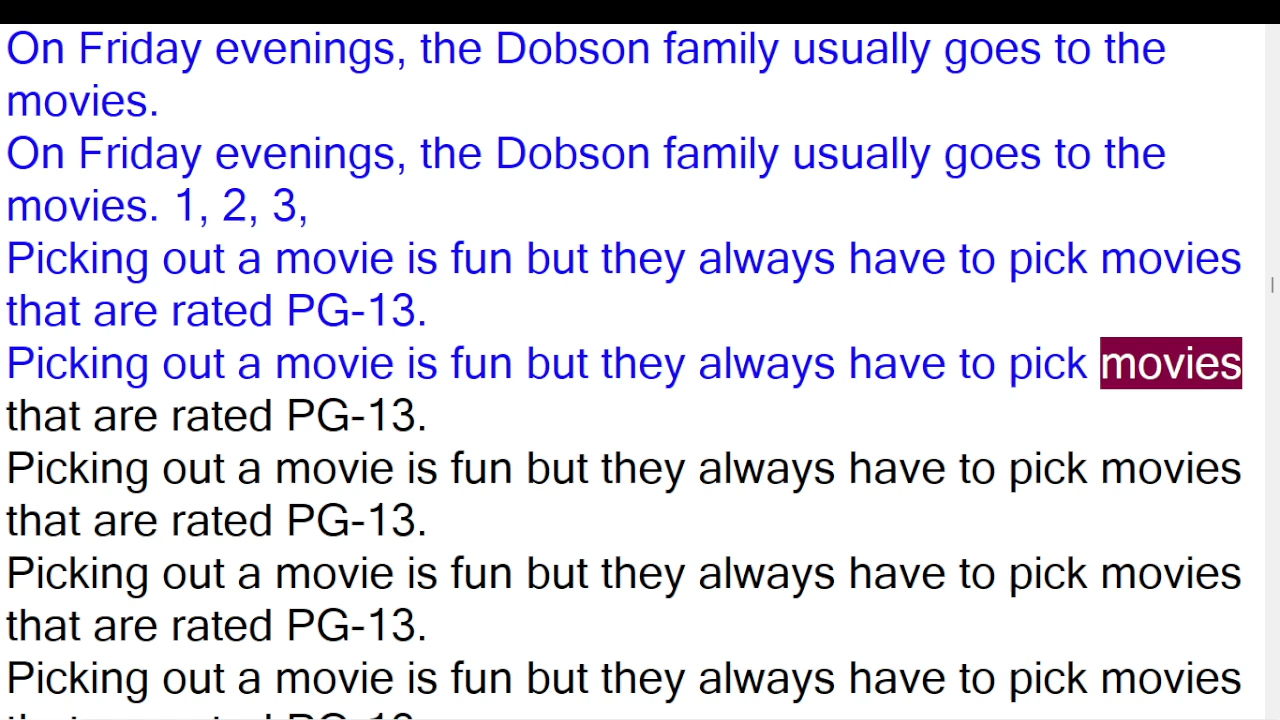 On Friday evenings, the Dobson family usually goes to the
movies.
On Friday evenings, the Dobson family usually goes to the
movies. 1, 2, 3,
Picking out a movie is fun but they always have to pick movies
that are rated PG-13.
Picking out a movie is fun but they always have to pick movies
that are rated PG-13.
Picking out a movie is fun but they always have to pick movies
that are rated PG-13.
Picking out a movie is fun but they always have to pick movies
that are rated PG-13.
Picking out a movie is fun but they always have to pick movies